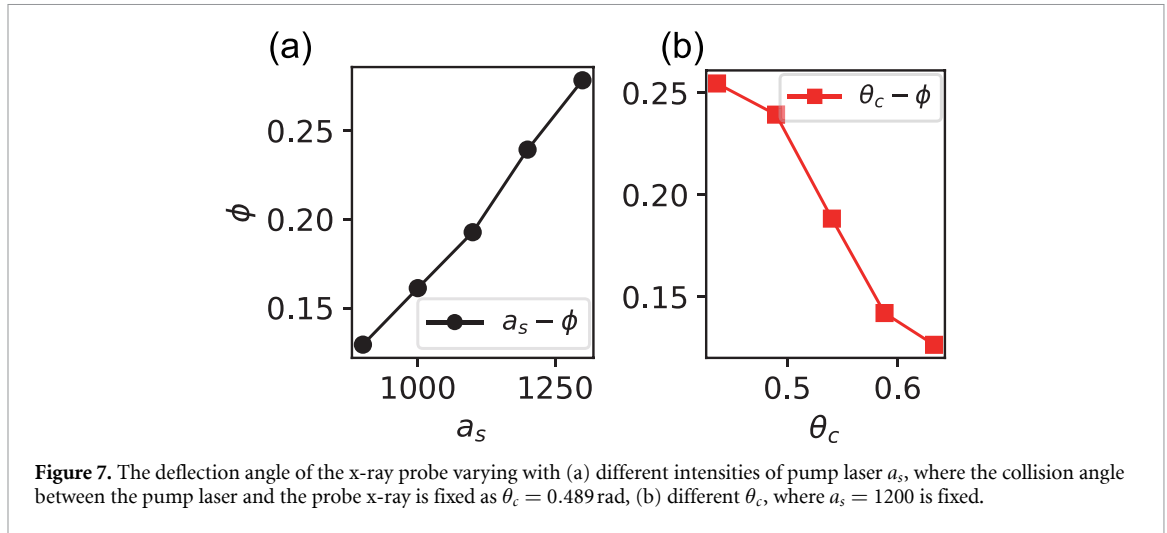 (a)
(b)
0.25
0.20
0.15
ϕ
a_s − ϕ
1000
1250
a_s
0.25
0.20
0.15
θ_c − ϕ
0.5
0.6
θ_c
Figure 7. The deflection angle of the x-ray probe varying with (a) different intensities of pump laser a_s, where the collision angle
between the pump laser and the probe x-ray is fixed as θ_c = 0.489 rad, (b) different θ_c, where a_s = 1200 is fixed.